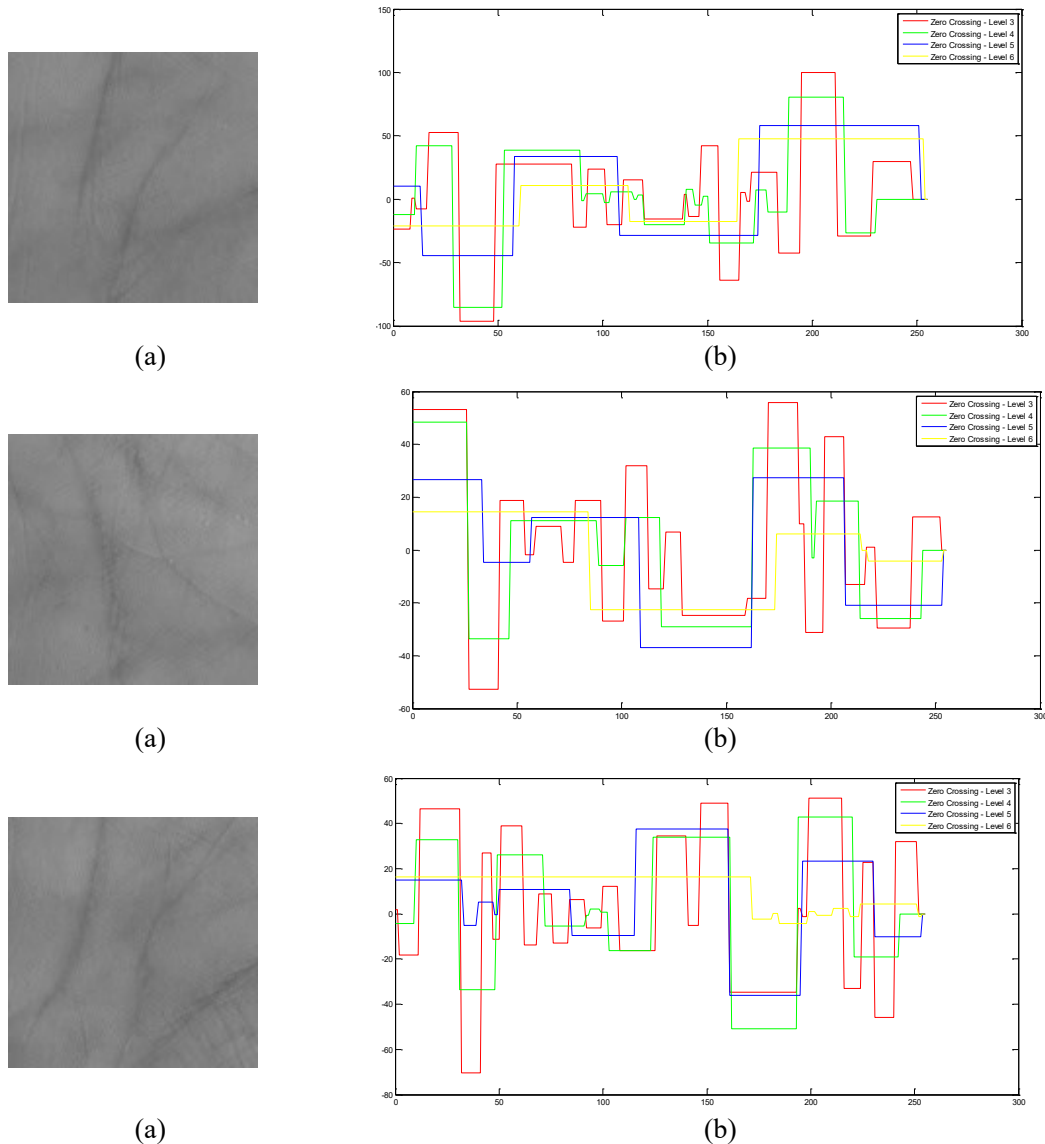 150
100
50
0
-50
-100
0 50 100 150 200 250 300
Zero Crossing - Level 3
Zero Crossing - Level 4
Zero Crossing - Level 5
Zero Crossing - Level 6
(a) (b)
60
40
20
0
-20
-40
-60
0 50 100 150 200 250 300
Zero Crossing - Level 3
Zero Crossing - Level 4
Zero Crossing - Level 5
Zero Crossing - Level 6
(a) (b)
60
40
20
0
-20
-40
-60
-80
0 50 100 150 200 250 300
Zero Crossing - Level 3
Zero Crossing - Level 4
Zero Crossing - Level 5
Zero Crossing - Level 6
(a) (b)